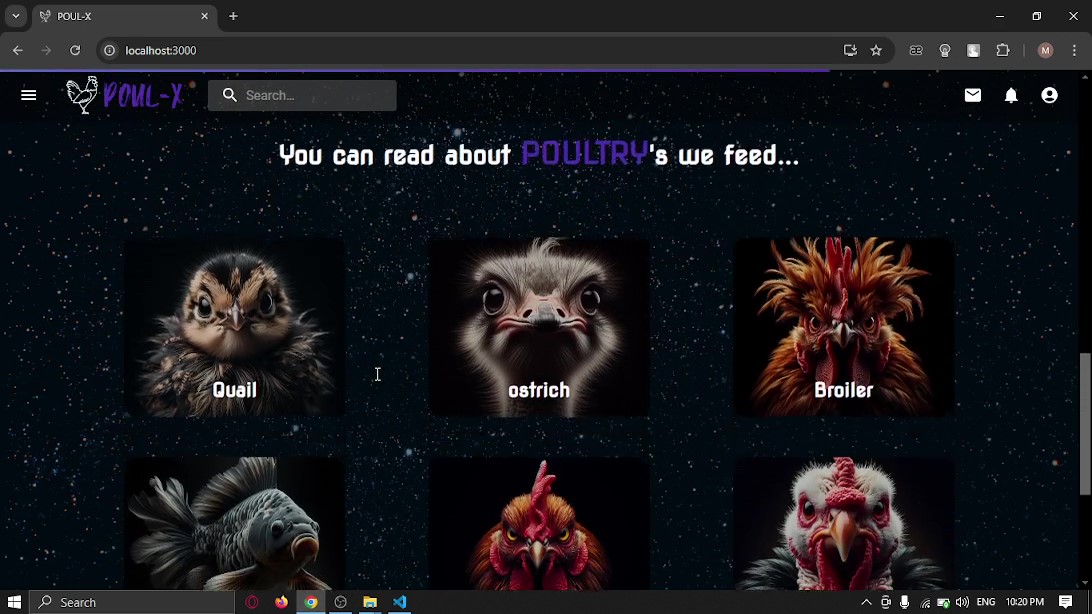 POUL-X
localhost:3000
M
POUL-X
Search...
You can read about POULTRY's we feed...
Quail
ostrich
Broiler
Search
ENG
10:20 PM